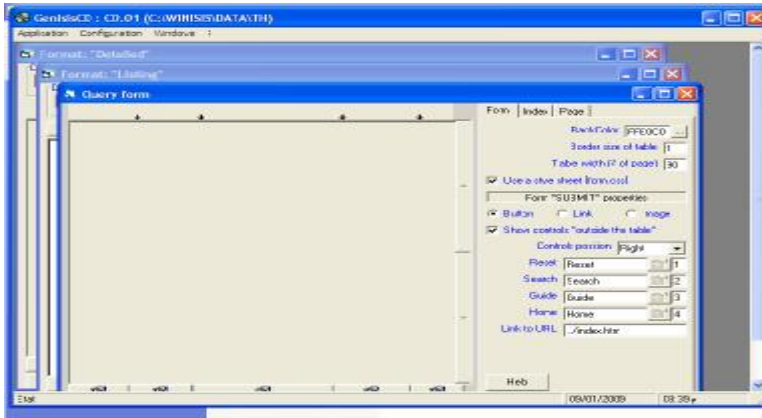 GenIsisCD : CD.01 (C:\WINISIS\DATA\TH)
Application Configuration Windows ?
Format: "Detailed"
Format: "Listing"
Query form
Form Index Page
BackColor FFE0C0 ...
Border size of table 1
Table width (% of page) 90
Use a style sheet (form.css)
Form "SUBMIT" properties
Button Link Image
Show controls "outside the table"
Controls position Right
Reset Reset 1
Search Search 2
Guide Guide 3
Home Home 4
Link to URL ../index.htm
Help
Etat 09/01/2009 08:39